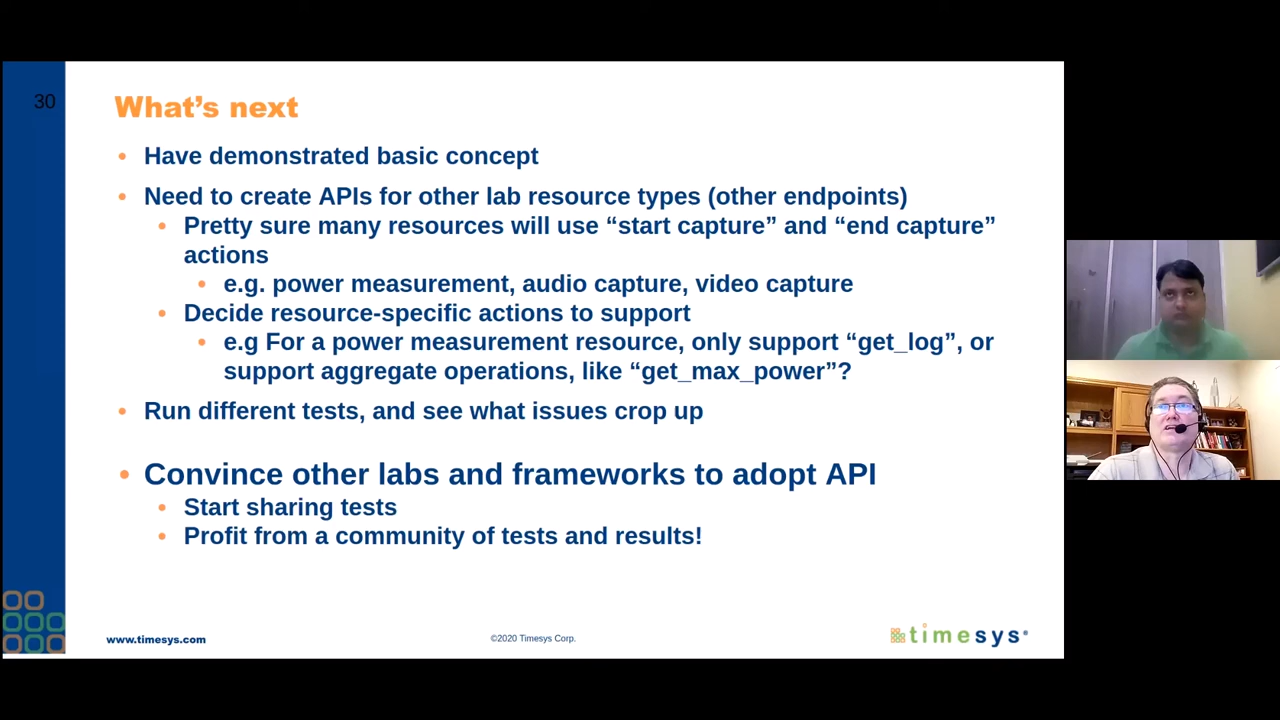 30
What’s next
• Have demonstrated basic concept
• Need to create APIs for other lab resource types (other endpoints)
• Pretty sure many resources will use “start capture” and “end capture”
actions
• e.g. power measurement, audio capture, video capture
• Decide resource-specific actions to support
• e.g For a power measurement resource, only support “get_log”, or
support aggregate operations, like “get_max_power”?
• Run different tests, and see what issues crop up
• Convince other labs and frameworks to adopt API
• Start sharing tests
• Profit from a community of tests and results!
www.timesys.com
©2020 Timesys Corp.
timesys